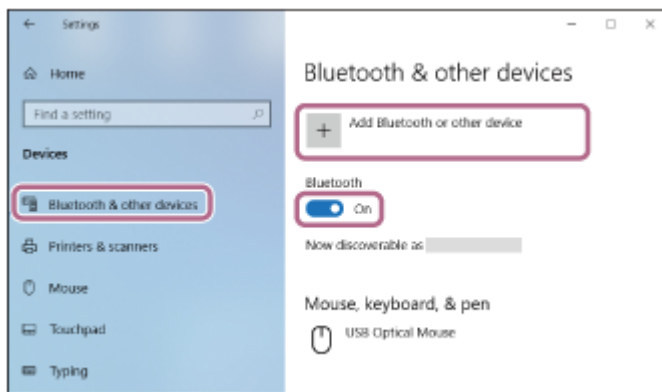 Settings
Home
Find a setting
Devices
Bluetooth & other devices
Printers & scanners
Mouse
Touchpad
Typing
Bluetooth & other devices
Add Bluetooth or other device
Bluetooth
On
Now discoverable as
Mouse, keyboard, & pen
USB Optical Mouse